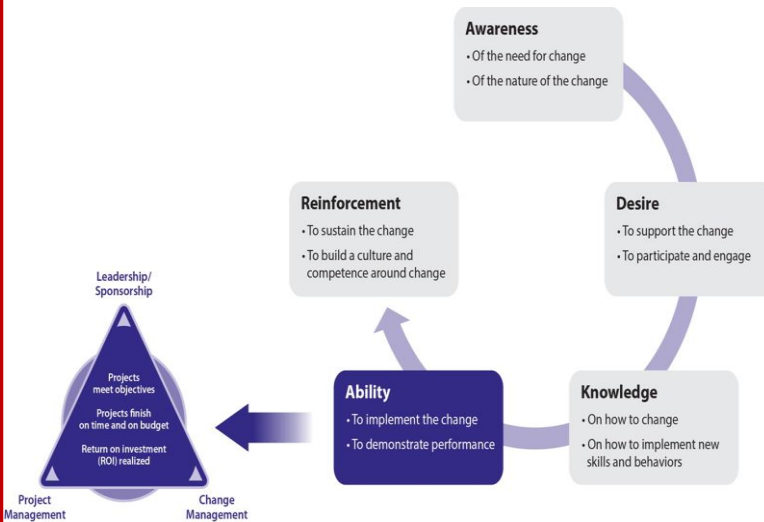 Awareness
• Of the need for change
• Of the nature of the change
Desire
• To support the change
• To participate and engage
Knowledge
• On how to change
• On how to implement new
skills and behaviors
Ability
• To implement the change
• To demonstrate performance
Reinforcement
• To sustain the change
• To build a culture and
competence around change
Leadership/
Sponsorship
Projects
meet objectives
Projects finish
on time and on budget
Return on investment
(ROI) realized
Project
Management
Change
Management